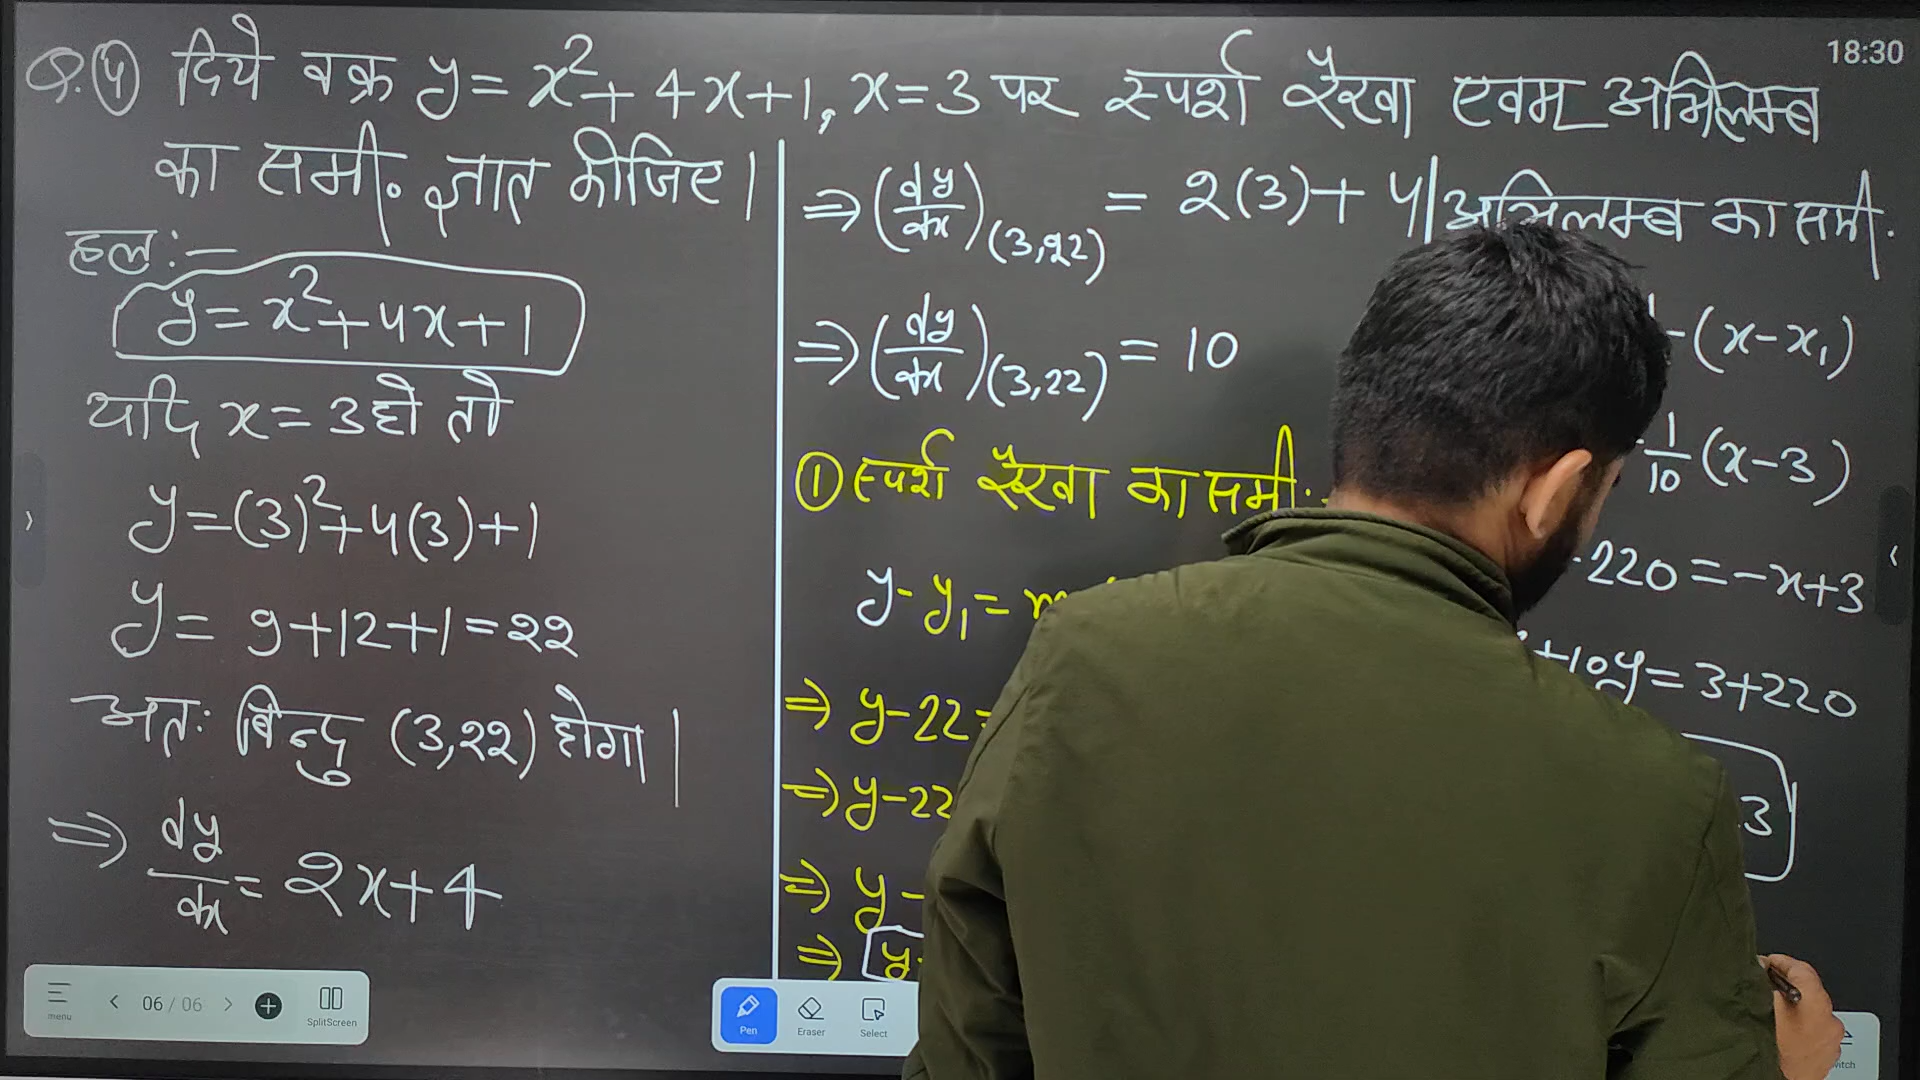 18:30
Q.(५) दिये वक्र y = x² + 4x + 1, x = 3 पर स्पर्श रेखा एवम् अभिलम्ब
का समी. ज्ञात कीजिए।
हल:-
y = x² + 4x + 1
यदि x = 3 हो तो
y = (3)² + 4(3) + 1
y = 9 + 12 + 1 = 22
अतः बिन्दु (3,22) होगा।
⇒ dy/dx = 2x + 4
⇒ (dy/dx)(3,22) = 2(3) + 4
⇒ (dy/dx)(3,22) = 10
① स्पर्श रेखा का समी.
y - y₁ =
⇒ y - 22 =
⇒ y - 22
⇒ y -
⇒ y
अभिलम्ब का समी.
(x - x₁)
1/10 (x - 3)
220 = -x + 3
+10y = 3 + 220
3
menu
06 / 06
SplitScreen
Pen
Eraser
Select